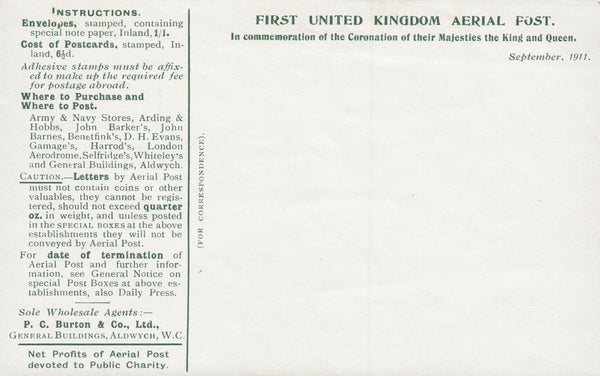 INSTRUCTIONS.
Envelopes, stamped, containing
special note paper, Inland, 1/1.
Cost of Postcards, stamped, In-
land, 6½d.
Adhesive stamps must be affix-
ed to make up the required fee
for postage abroad.
Where to Purchase and
Where to Post.
Army & Navy Stores, Arding &
Hobbs, John Barker's, John
Barnes, Benetfink's, D. H. Evans,
Gamage's, Harrod's, London
Aerodrome, Selfridge's, Whiteley's
and General Buildings, Aldwych.
CAUTION.—Letters by Aerial Post
must not contain coins or other
valuables, they cannot be regis-
tered, should not exceed quarter
oz. in weight, and unless posted
in the SPECIAL BOXES at the above
establishments they will not be
conveyed by Aerial Post.
For date of termination of
Aerial Post and further infor-
mation, see General Notice on
special Post Boxes at above es-
tablishments, also Daily Press.
Sole Wholesale Agents:—
P. C. Burton & Co., Ltd.,
GENERAL BUILDINGS, ALDWYCH, W.C.
Net Profits of Aerial Post
devoted to Public Charity.
(FOR CORRESPONDENCE).
FIRST UNITED KINGDOM AERIAL POST.
In commemoration of the Coronation of their Majesties the King and Queen.
September, 1911.